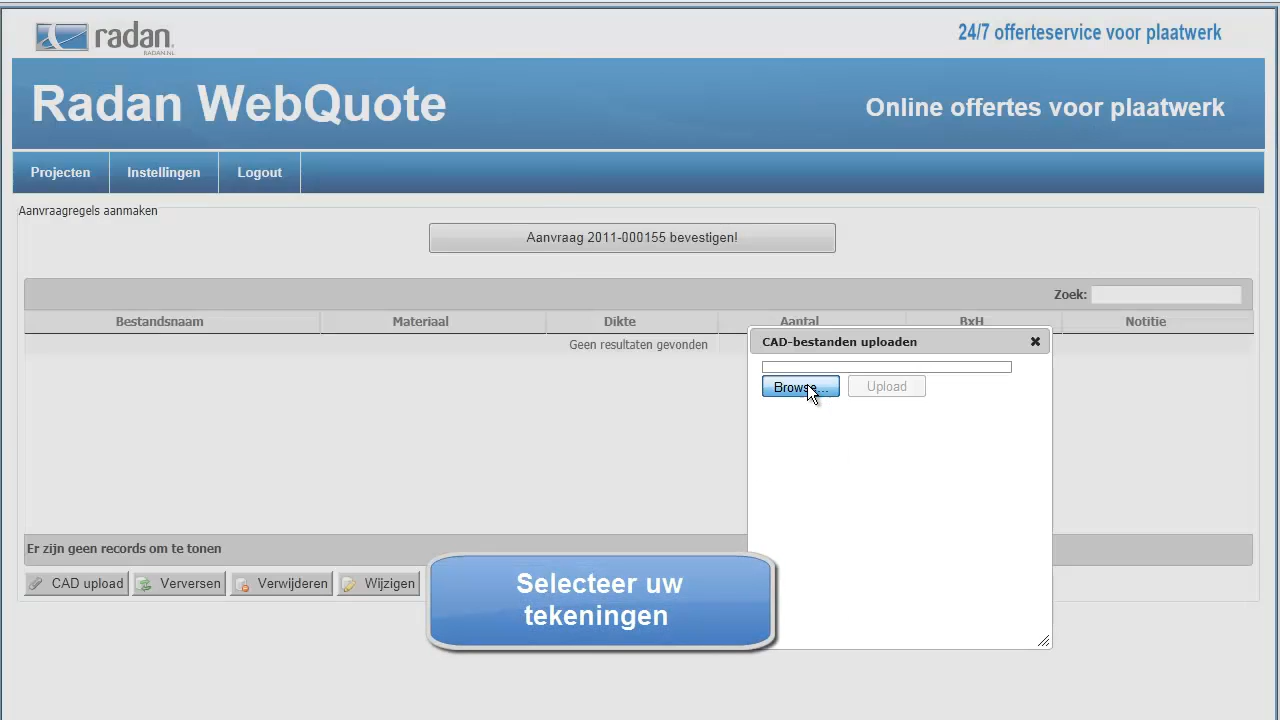 radan
RADAN.NL
24/7 offerteservice voor plaatwerk
Radan WebQuote
Online offertes voor plaatwerk
Projecten
Instellingen
Logout
Aanvraagregels aanmaken
Aanvraag 2011-000155 bevestigen!
Zoek:
Bestandsnaam
Materiaal
Dikte
Aantal
BxH
Notitie
Geen resultaten gevonden
CAD-bestanden uploaden
Browse...
Upload
Er zijn geen records om te tonen
CAD upload
Verversen
Verwijderen
Wijzigen
Selecteer uw
tekeningen